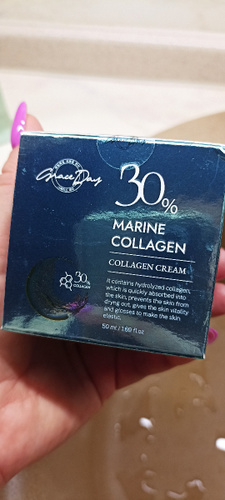 Grace Day
30%
MARINE
COLLAGEN
COLLAGEN CREAM
30%
COLLAGEN
It contains hydrolyzed collagen,
which is quickly absorbed into
the skin, prevents the skin from
drying out, gives the skin vitality
and glosses to make the skin
elastic.
50 ml / 1.69 fl.oz